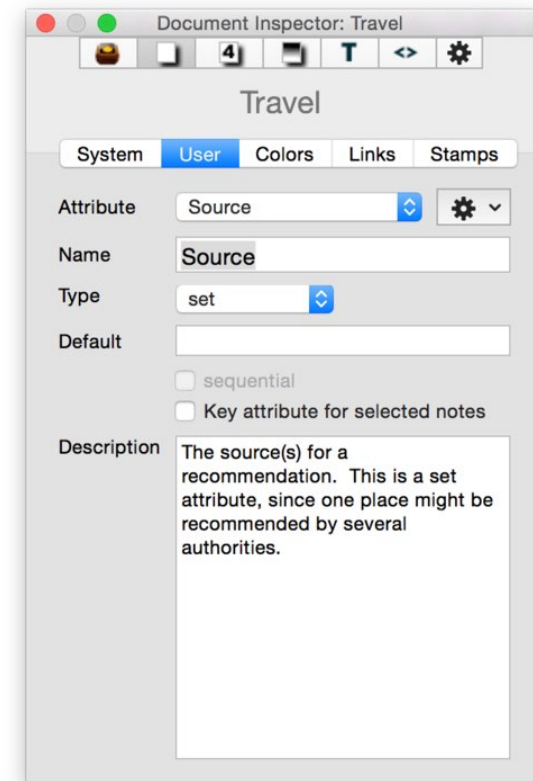 Document Inspector: Travel
4 T <>
Travel
System User Colors Links Stamps
Attribute Source
Name Source
Type set
Default
sequential
Key attribute for selected notes
Description The source(s) for a
recommendation. This is a set
attribute, since one place might be
recommended by several
authorities.